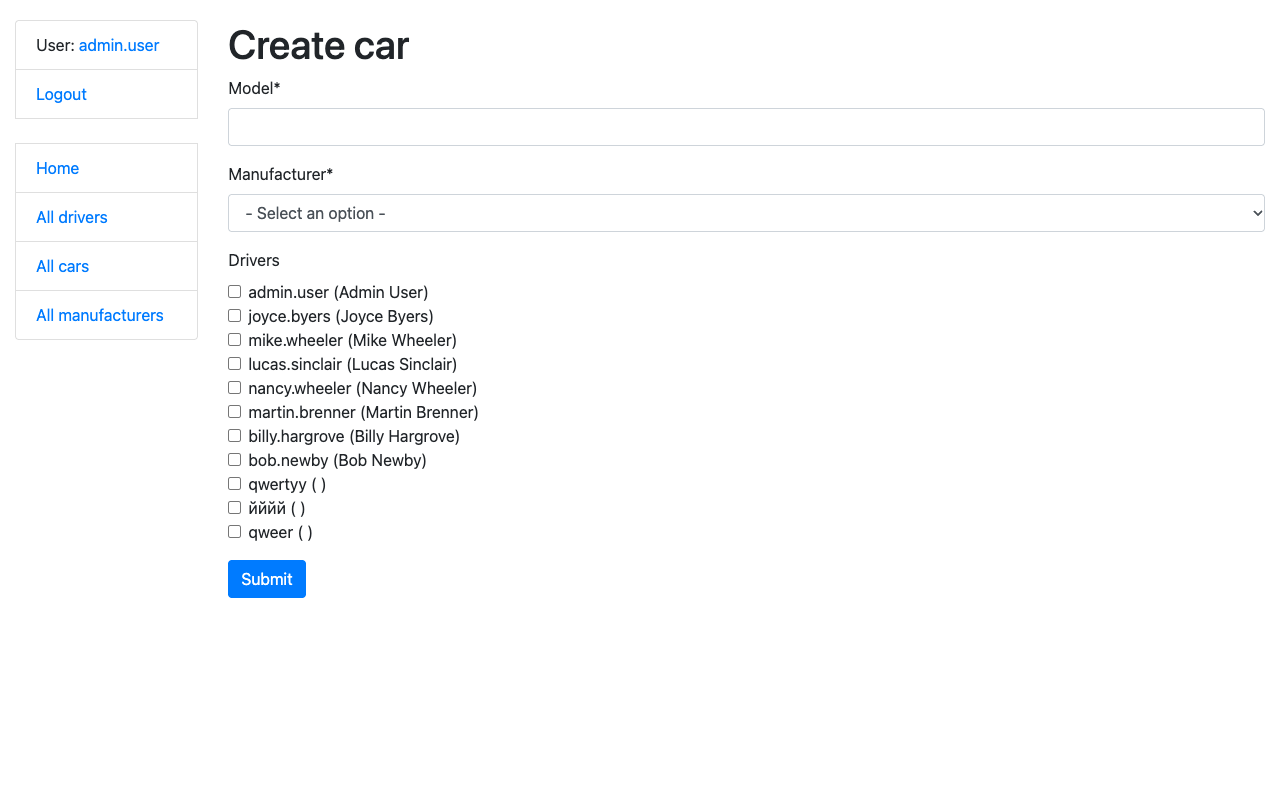 User: admin.user
Logout
Home
All drivers
All cars
All manufacturers
Create car
Model*
Manufacturer*
- Select an option -
Drivers
admin.user (Admin User)
joyce.byers (Joyce Byers)
mike.wheeler (Mike Wheeler)
lucas.sinclair (Lucas Sinclair)
nancy.wheeler (Nancy Wheeler)
martin.brenner (Martin Brenner)
billy.hargrove (Billy Hargrove)
bob.newby (Bob Newby)
qwertyy ( )
йййй ( )
qweer ( )
Submit